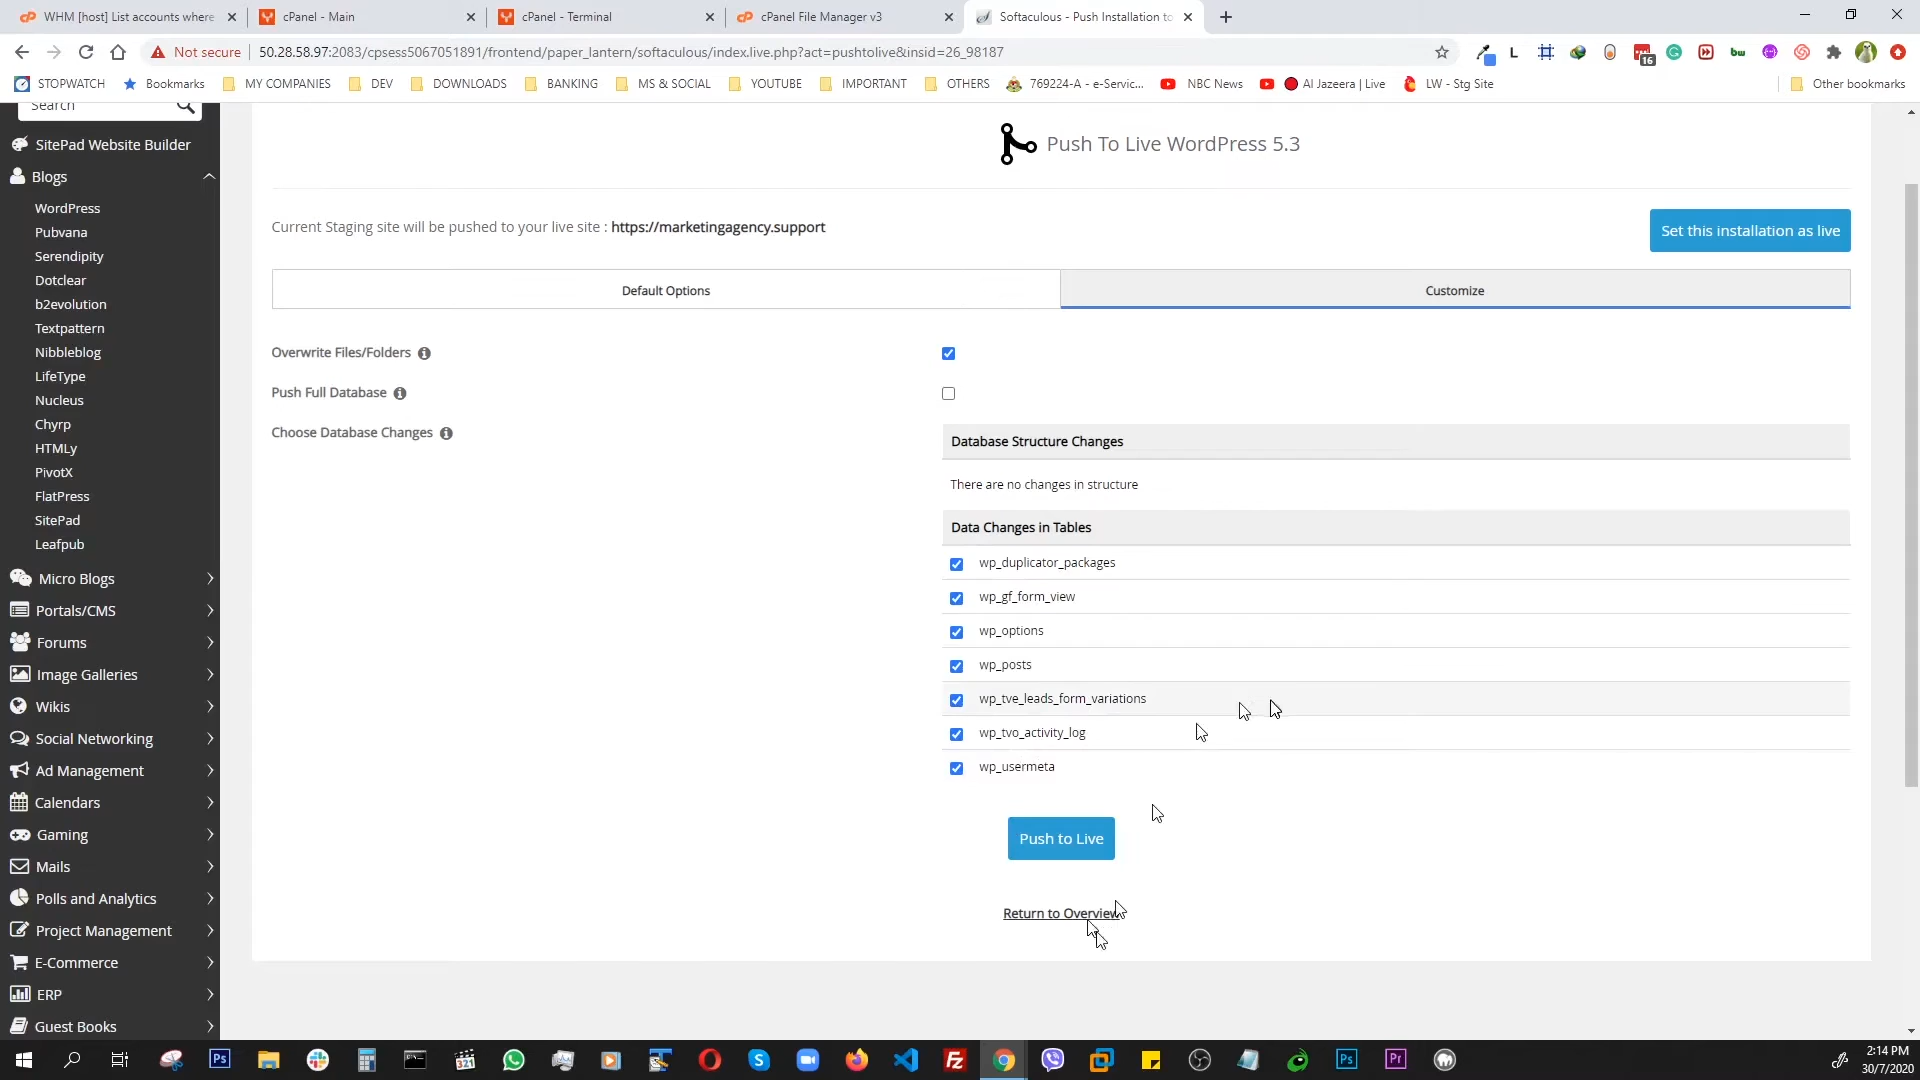 WHM [host] List accounts where
cPanel - Main
cPanel - Terminal
cPanel File Manager v3
Softaculous - Push Installation to
Not secure
50.28.58.97:2083/cpsess5067051891/frontend/paper_lantern/softaculous/index.live.php?act=pushtolive&insid=26_98187
STOPWATCH
Bookmarks
MY COMPANIES
DEV
DOWNLOADS
BANKING
MS & SOCIAL
YOUTUBE
IMPORTANT
OTHERS
769224-A - e-Servic...
NBC News
Al Jazeera | Live
LW - Stg Site
Other bookmarks
Search
SitePad Website Builder
Blogs
WordPress
Pubvana
Serendipity
Dotclear
b2evolution
Textpattern
Nibbleblog
LifeType
Nucleus
Chyrp
HTMLy
PivotX
FlatPress
SitePad
Leafpub
Micro Blogs
Portals/CMS
Forums
Image Galleries
Wikis
Social Networking
Ad Management
Calendars
Gaming
Mails
Polls and Analytics
Project Management
E-Commerce
ERP
Guest Books
Push To Live WordPress 5.3
Current Staging site will be pushed to your live site : https://marketingagency.support
Set this installation as live
Default Options
Customize
Overwrite Files/Folders
Push Full Database
Choose Database Changes
Database Structure Changes
There are no changes in structure
Data Changes in Tables
wp_duplicator_packages
wp_gf_form_view
wp_options
wp_posts
wp_tve_leads_form_variations
wp_tvo_activity_log
wp_usermeta
Push to Live
Return to Overview
2:14 PM
30/7/2020